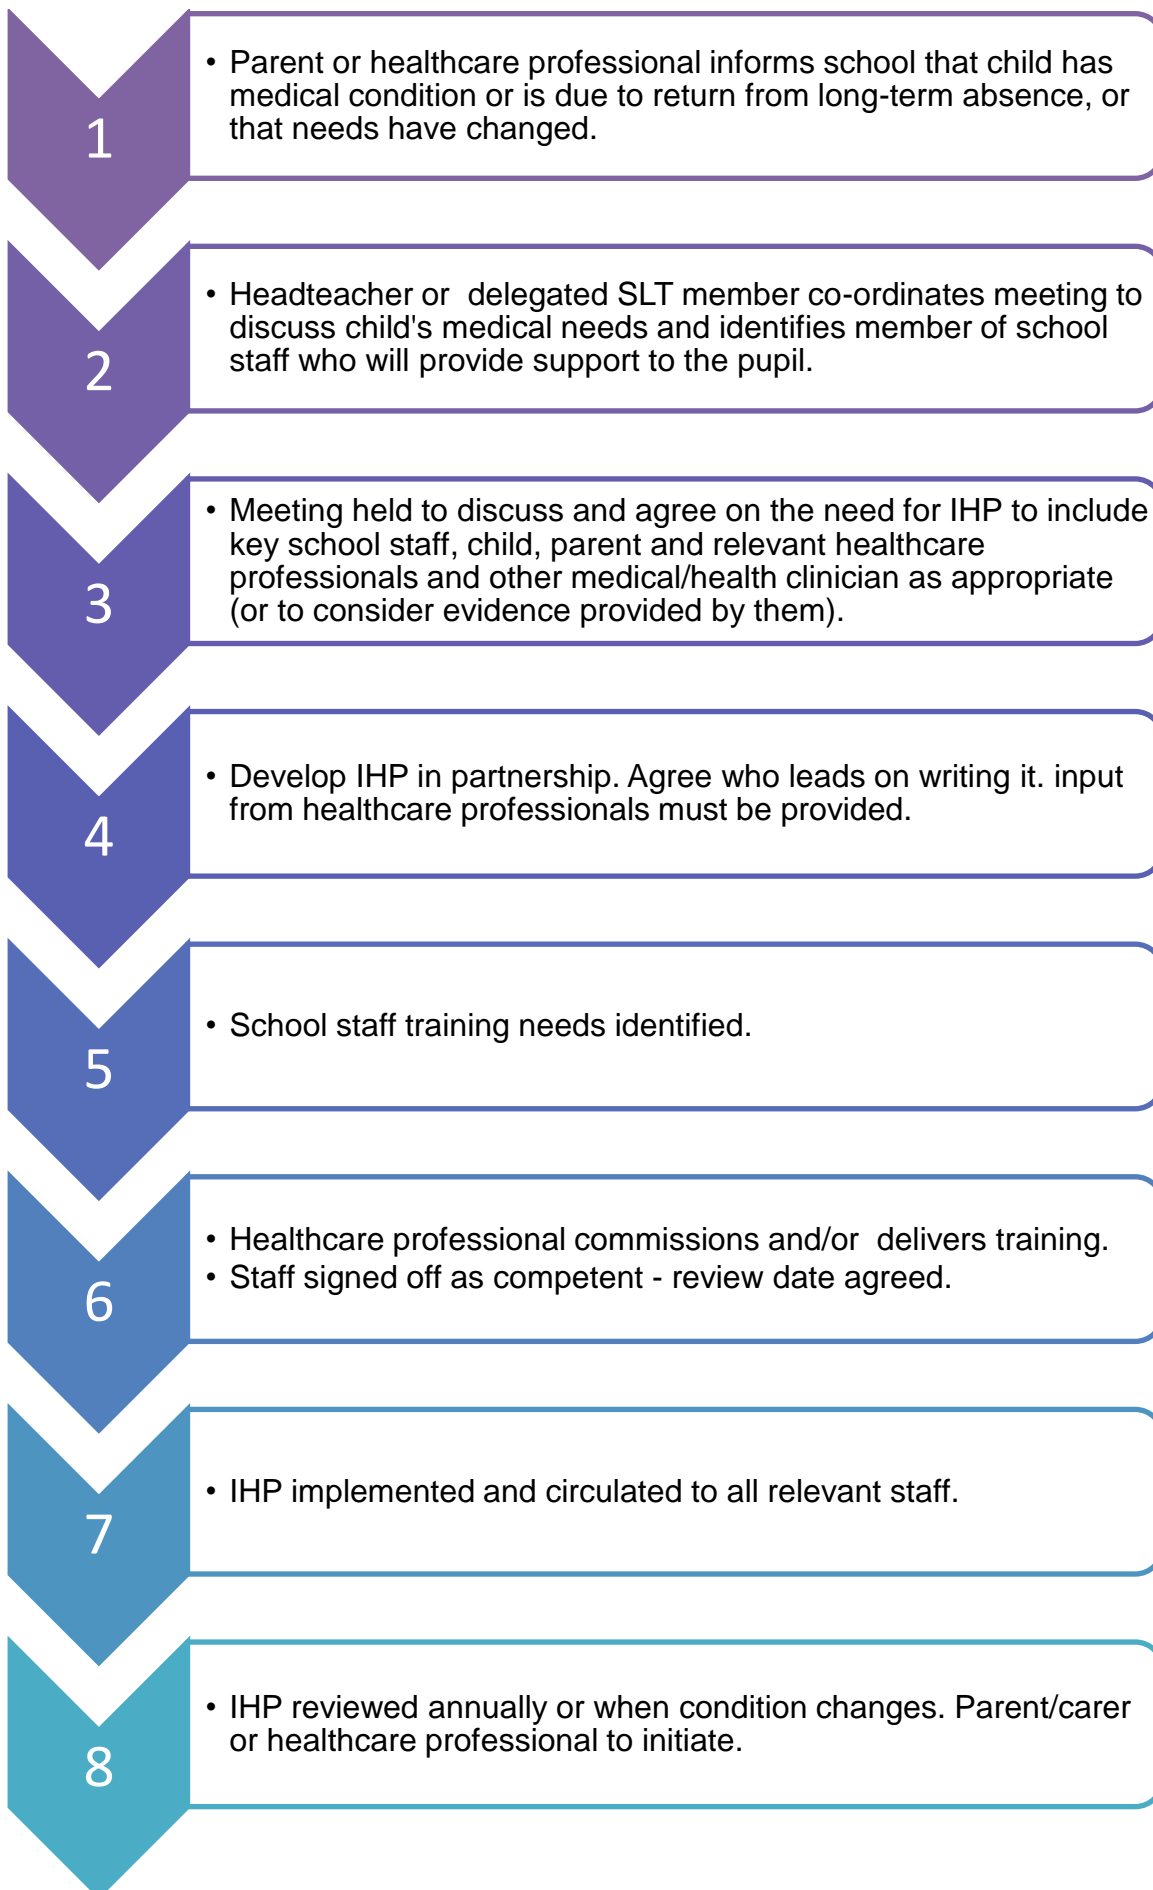 1
• Parent or healthcare professional informs school that child has
medical condition or is due to return from long-term absence, or
that needs have changed.
2
• Headteacher or  delegated SLT member co-ordinates meeting to
discuss child's medical needs and identifies member of school
staff who will provide support to the pupil.
3
• Meeting held to discuss and agree on the need for IHP to include
key school staff, child, parent and relevant healthcare
professionals and other medical/health clinician as appropriate
(or to consider evidence provided by them).
4
• Develop IHP in partnership. Agree who leads on writing it. input
from healthcare professionals must be provided.
5
• School staff training needs identified.
6
• Healthcare professional commissions and/or  delivers training.
• Staff signed off as competent - review date agreed.
7
• IHP implemented and circulated to all relevant staff.
8
• IHP reviewed annually or when condition changes. Parent/carer
or healthcare professional to initiate.